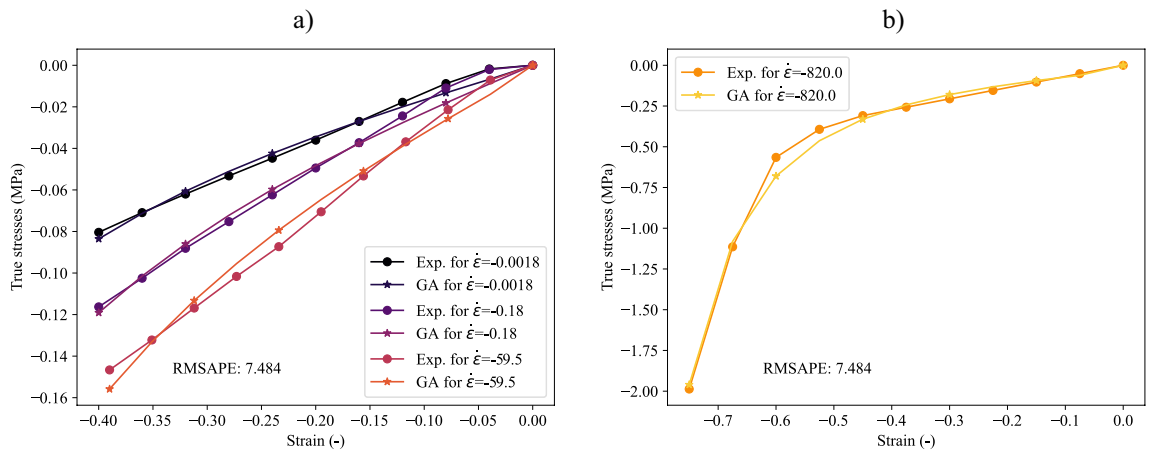 a)
b)
0.00
−0.02
−0.04
−0.06
−0.08
−0.10
−0.12
−0.14
−0.16
True stresses (MPa)
−0.40
−0.35
−0.30
−0.25
−0.20
−0.15
−0.10
−0.05
0.00
Strain (-)
Exp. for ε̇=-0.0018
GA for ε̇=-0.0018
Exp. for ε̇=-0.18
GA for ε̇=-0.18
Exp. for ε̇=-59.5
GA for ε̇=-59.5
RMSAPE: 7.484
0.00
−0.25
−0.50
−0.75
−1.00
−1.25
−1.50
−1.75
−2.00
True stresses (MPa)
−0.7
−0.6
−0.5
−0.4
−0.3
−0.2
−0.1
0.0
Strain (-)
Exp. for ε̇=-820.0
GA for ε̇=-820.0
RMSAPE: 7.484